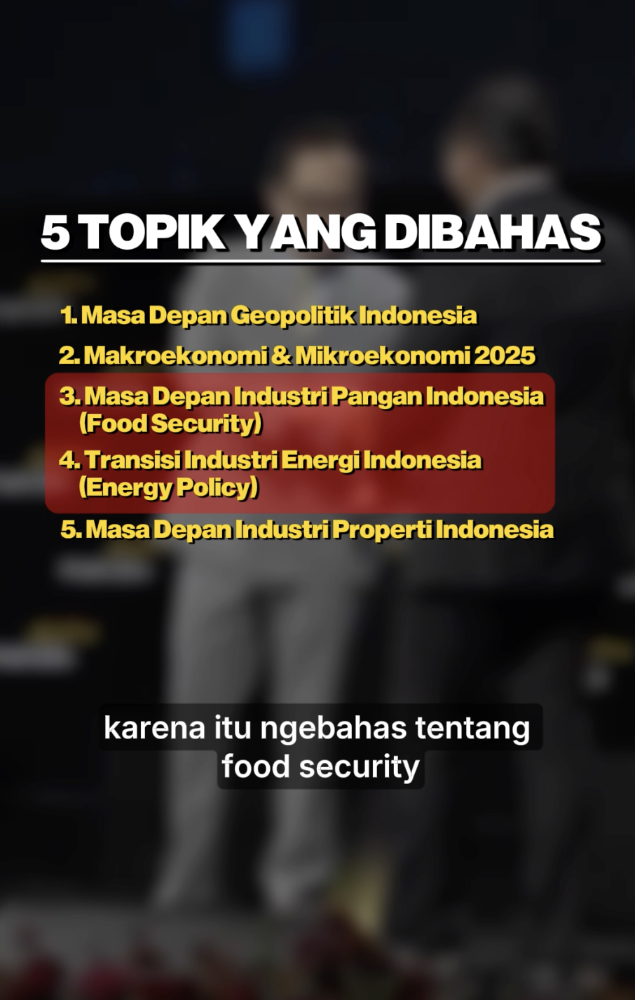 5 TOPIK YANG DIBAHAS
1. Masa Depan Geopolitik Indonesia
2. Makroekonomi & Mikroekonomi 2025
3. Masa Depan Industri Pangan Indonesia
(Food Security)
4. Transisi Industri Energi Indonesia
(Energy Policy)
5. Masa Depan Industri Properti Indonesia
karena itu ngebahas tentang
food security